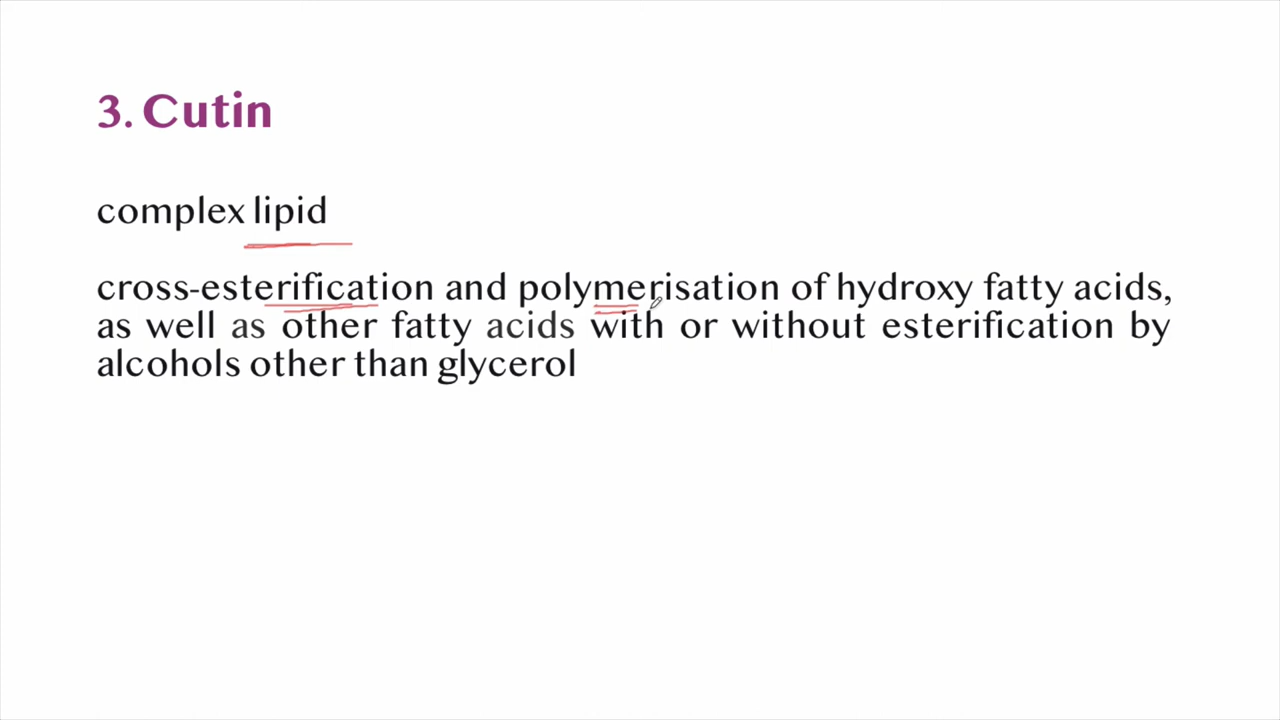 3. Cutin
complex lipid
cross-esterification and polymerisation of hydroxy fatty acids,
as well as other fatty acids with or without esterification by
alcohols other than glycerol